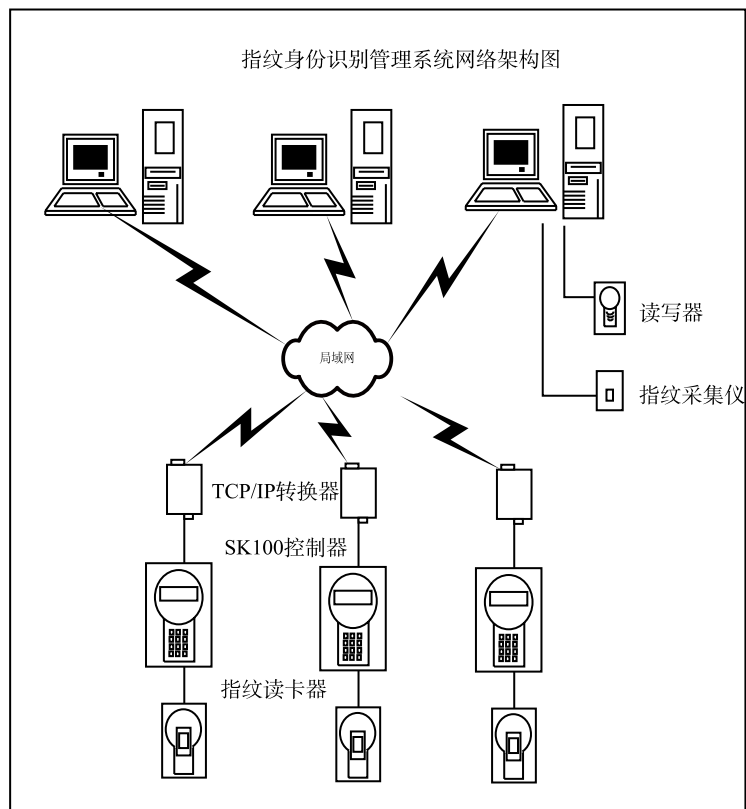 指纹身份识别管理系统网络架构图
读写器
局域网
指纹采集仪
TCP/IP转换器
SK100控制器
指纹读卡器